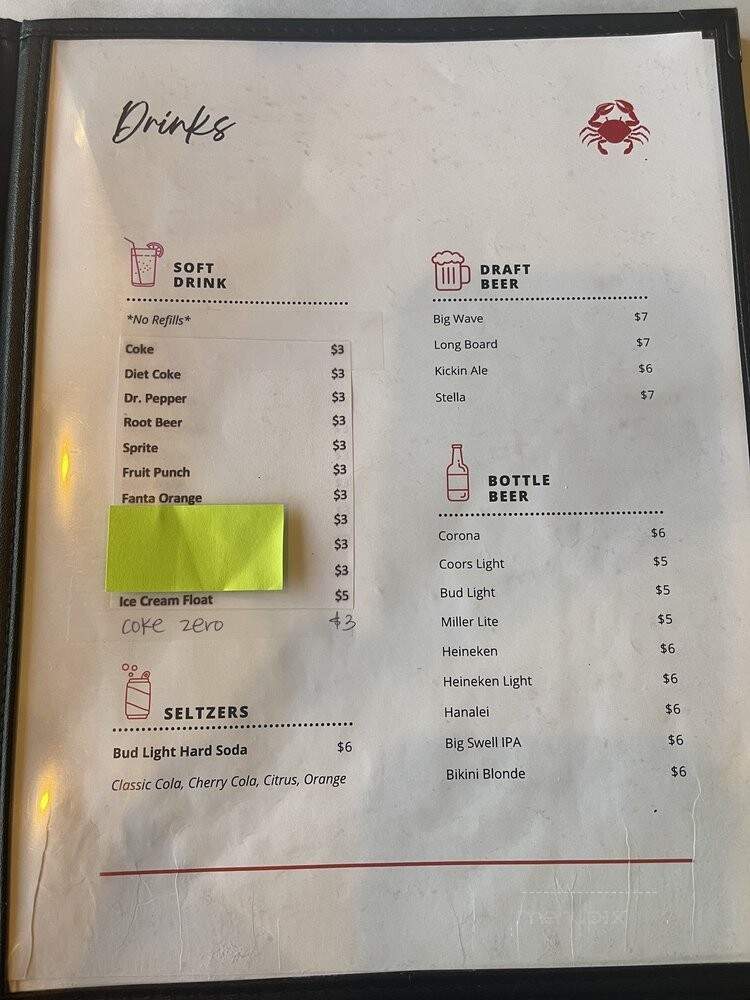 Drinks
SOFT
DRINK
*No Refills*
Coke $3
Diet Coke $3
Dr. Pepper $3
Root Beer $3
Sprite $3
Fruit Punch $3
Fanta Orange $3
$3
$3
$3
Ice Cream Float $5
coke zero $3
SELTZERS
Bud Light Hard Soda $6
Classic Cola, Cherry Cola, Citrus, Orange
DRAFT
BEER
Big Wave $7
Long Board $7
Kickin Ale $6
Stella $7
BOTTLE
BEER
Corona $6
Coors Light $5
Bud Light $5
Miller Lite $5
Heineken $6
Heineken Light $6
Hanalei $6
Big Swell IPA $6
Bikini Blonde $6